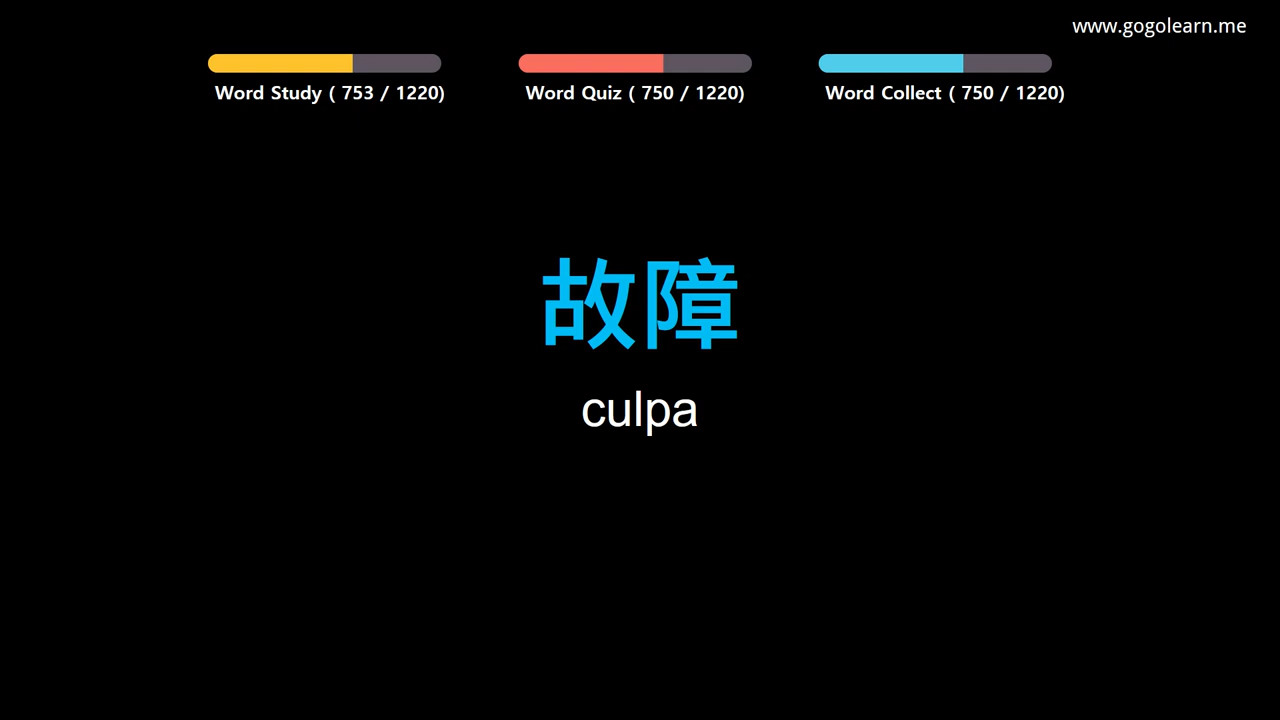 www.gogolearn.me
Word Study ( 753 / 1220)
Word Quiz ( 750 / 1220)
Word Collect ( 750 / 1220)
故障
culpa